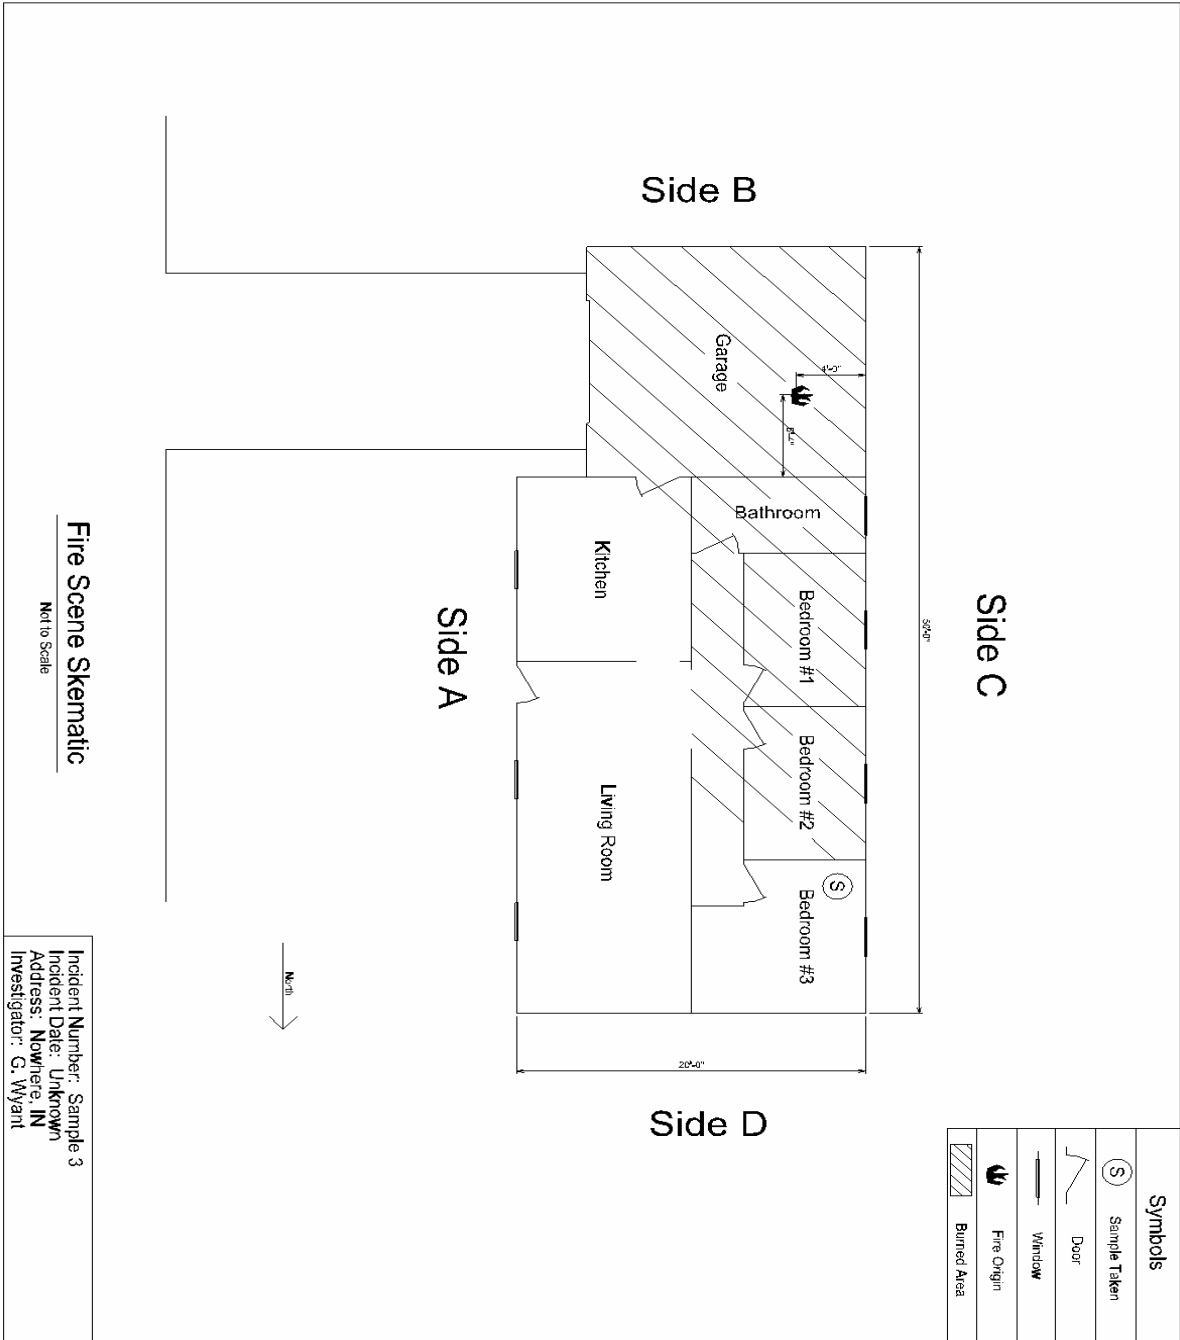 Symbols
S Sample Taken
Door
Window
Fire Origin
Burned Area
Side C
50'-0"
Side B
Side D
20'-0"
4'-0"
Garage
Bathroom
Bedroom #1
Bedroom #2
Bedroom #3
S
Kitchen
Living Room
Side A
North
Fire Scene Skematic
Not to Scale
Incident Number: Sample 3
Incident Date: Unknown
Address: Nowhere, IN
Investigator: G. Wyant